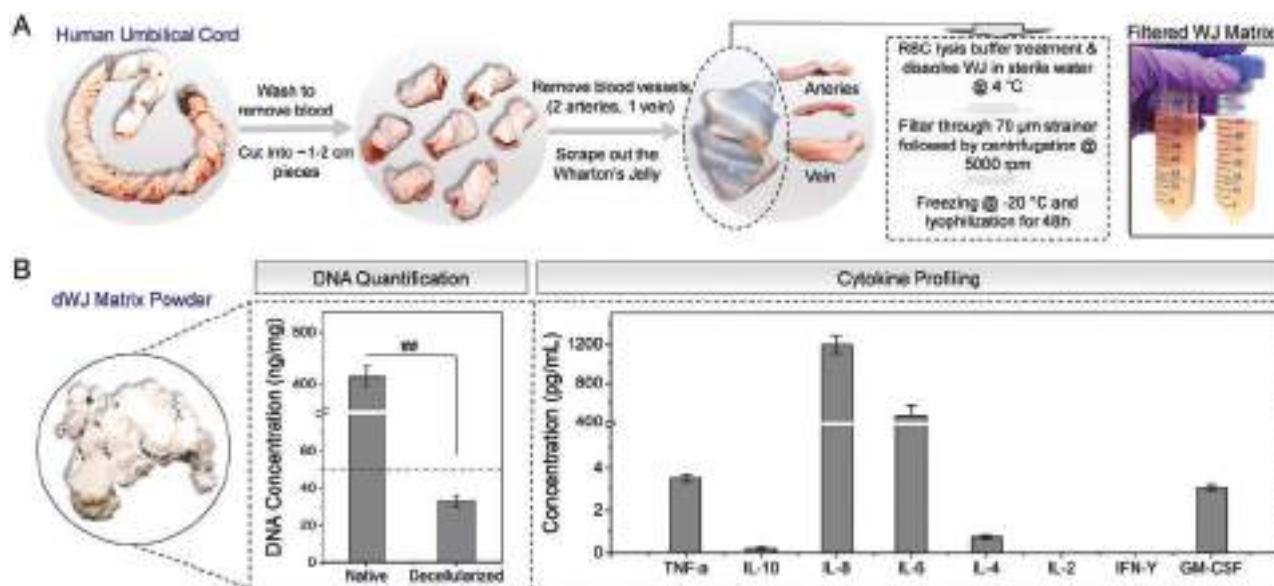 A
Human Umbilical Cord
Wash to
remove blood
Cut into ~1-2 cm
pieces
Remove blood vessels,
(2 arteries, 1 vein)
Scrape out the
Wharton's Jelly
Arteries
Vein
RBC lysis buffer treatment &
dissolve WJ in sterile water
@ 4 °C
Filter through 70 μm strainer
followed by centrifugation @
5000 rpm
Freezing @ -20 °C and
lyophilization for 48h
Filtered WJ Matrix
B
dWJ Matrix Powder
DNA Quantification
DNA Concentration (ng/mg)
400
60
40
20
0
Native
Decellularized
Cytokine Profiling
Concentration (pg/mL)
1200
800
400
4
2
0
TNF-a
IL-10
IL-8
IL-6
IL-4
IL-2
IFN-Y
GM-CSF